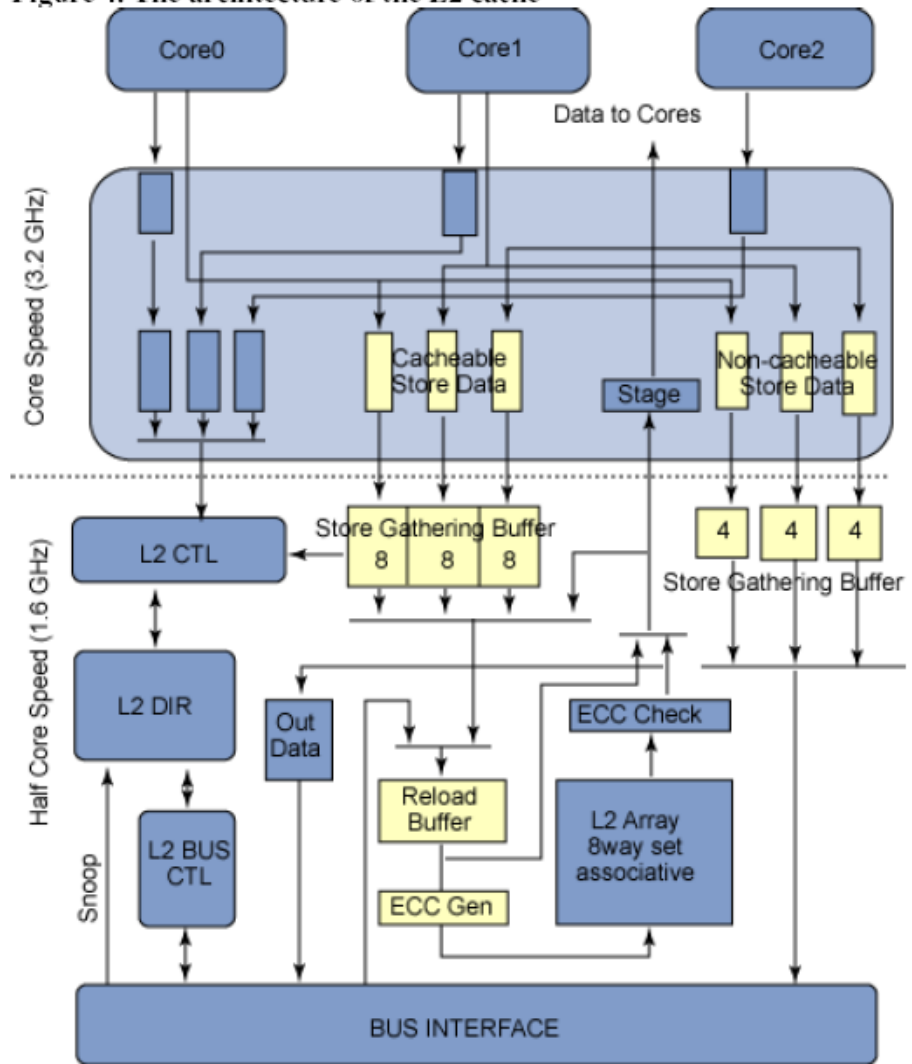 Figure 4. The architecture of the L2 cache
Core0
Core1
Core2
Data to Cores
Core Speed (3.2 GHz)
Cacheable
Store Data
Stage
Non-cacheable
Store Data
Half Core Speed (1.6 GHz)
L2 CTL
Store Gathering Buffer
8
8
8
4
4
4
Store Gathering Buffer
L2 DIR
Out
Data
ECC Check
Reload
Buffer
L2 Array
8way set
associative
L2 BUS
CTL
Snoop
ECC Gen
BUS INTERFACE